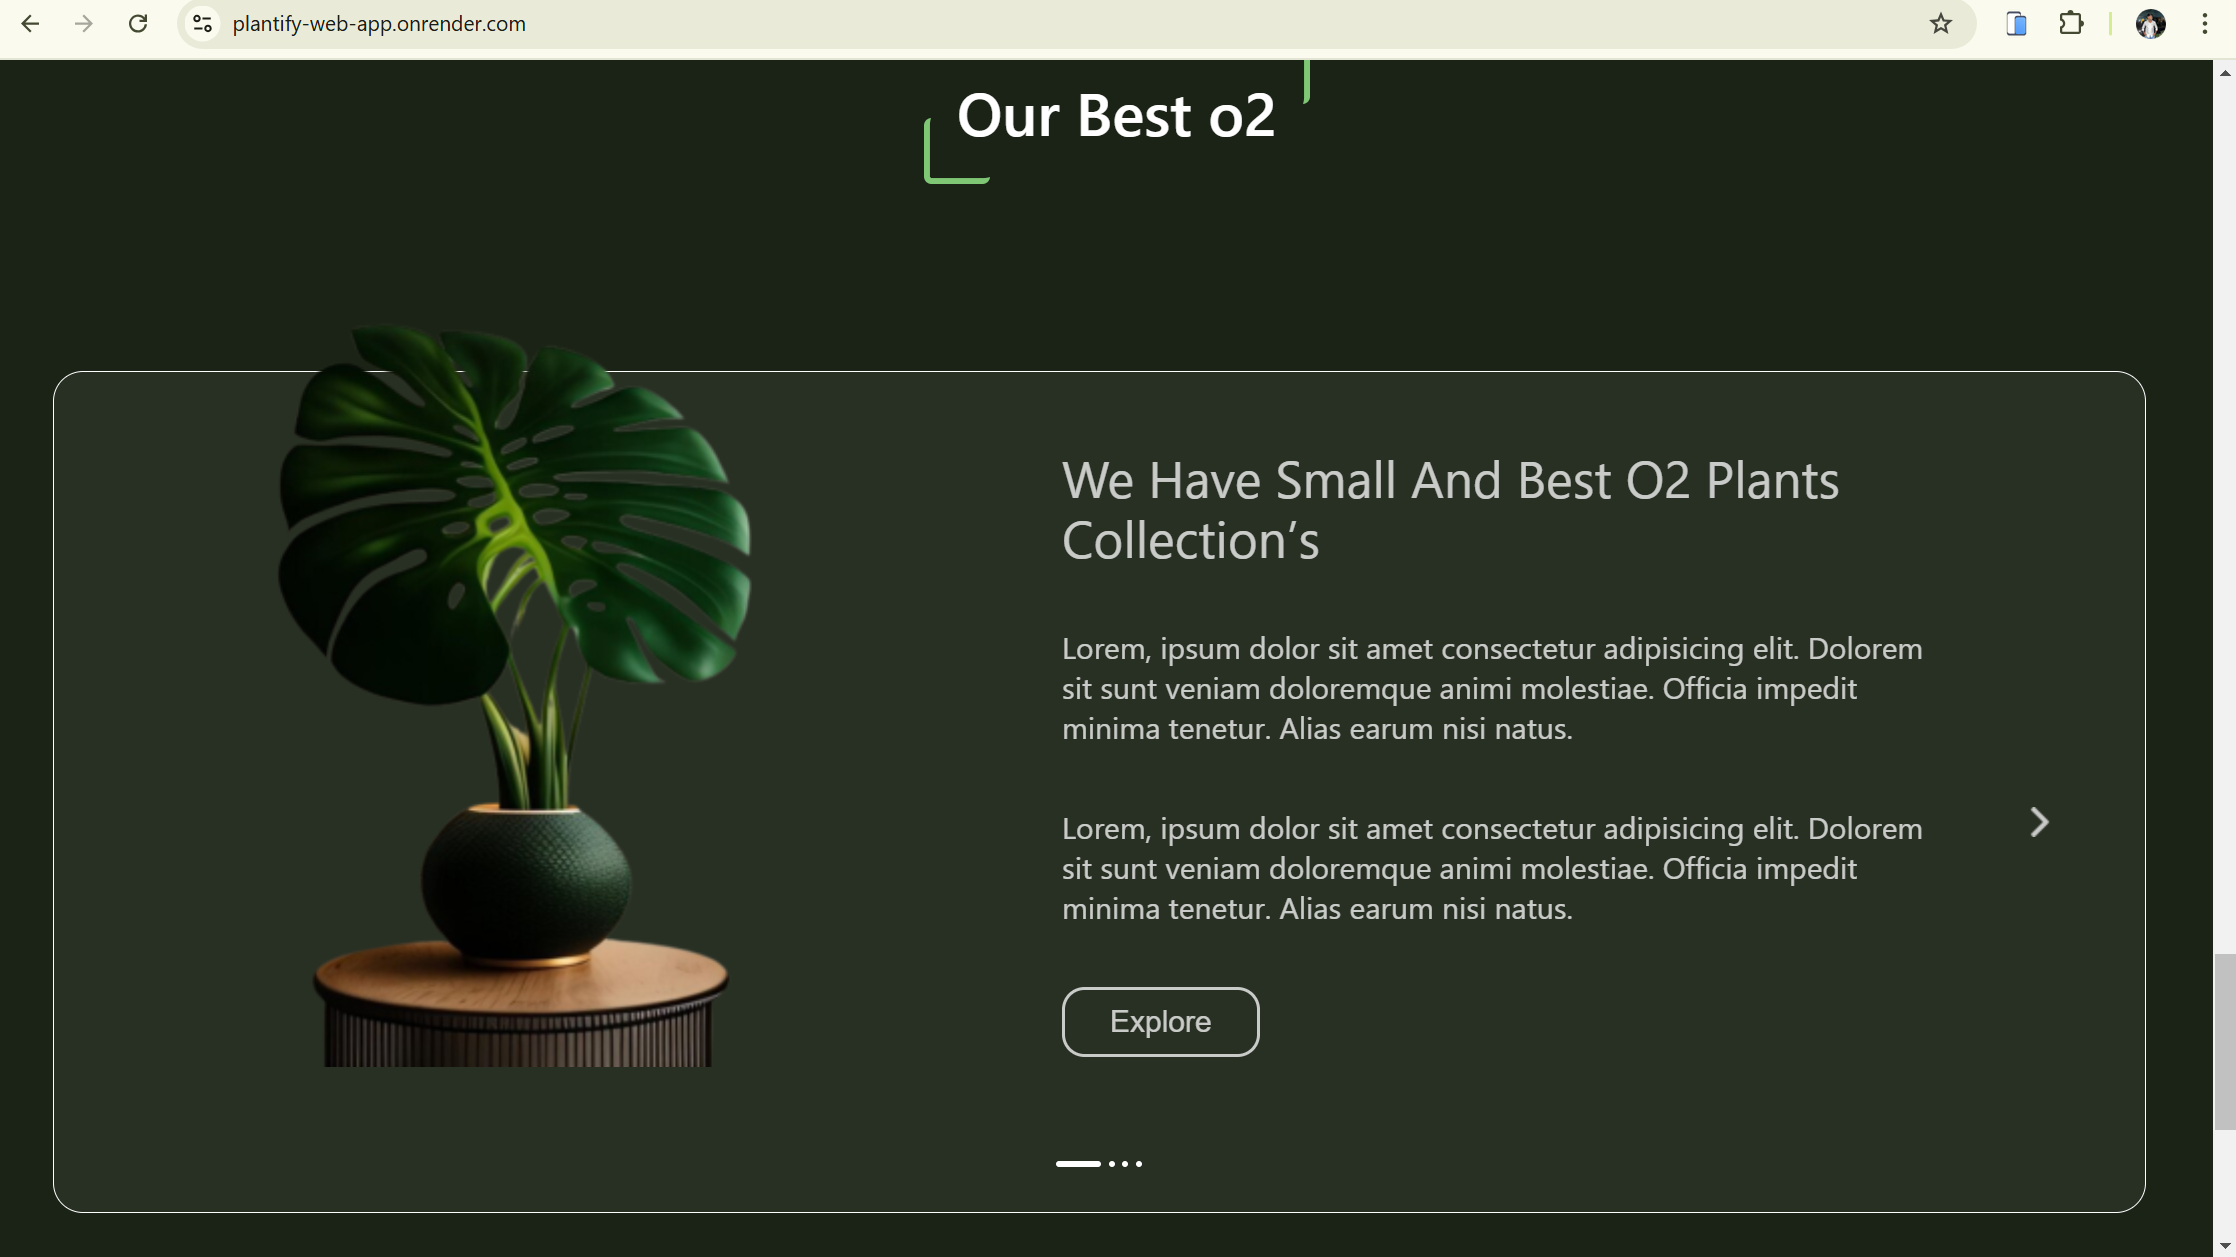 plantify-web-app.onrender.com
Our Best o2
We Have Small And Best O2 Plants
Collection’s
Lorem, ipsum dolor sit amet consectetur adipisicing elit. Dolorem
sit sunt veniam doloremque animi molestiae. Officia impedit
minima tenetur. Alias earum nisi natus.
Lorem, ipsum dolor sit amet consectetur adipisicing elit. Dolorem
sit sunt veniam doloremque animi molestiae. Officia impedit
minima tenetur. Alias earum nisi natus.
Explore